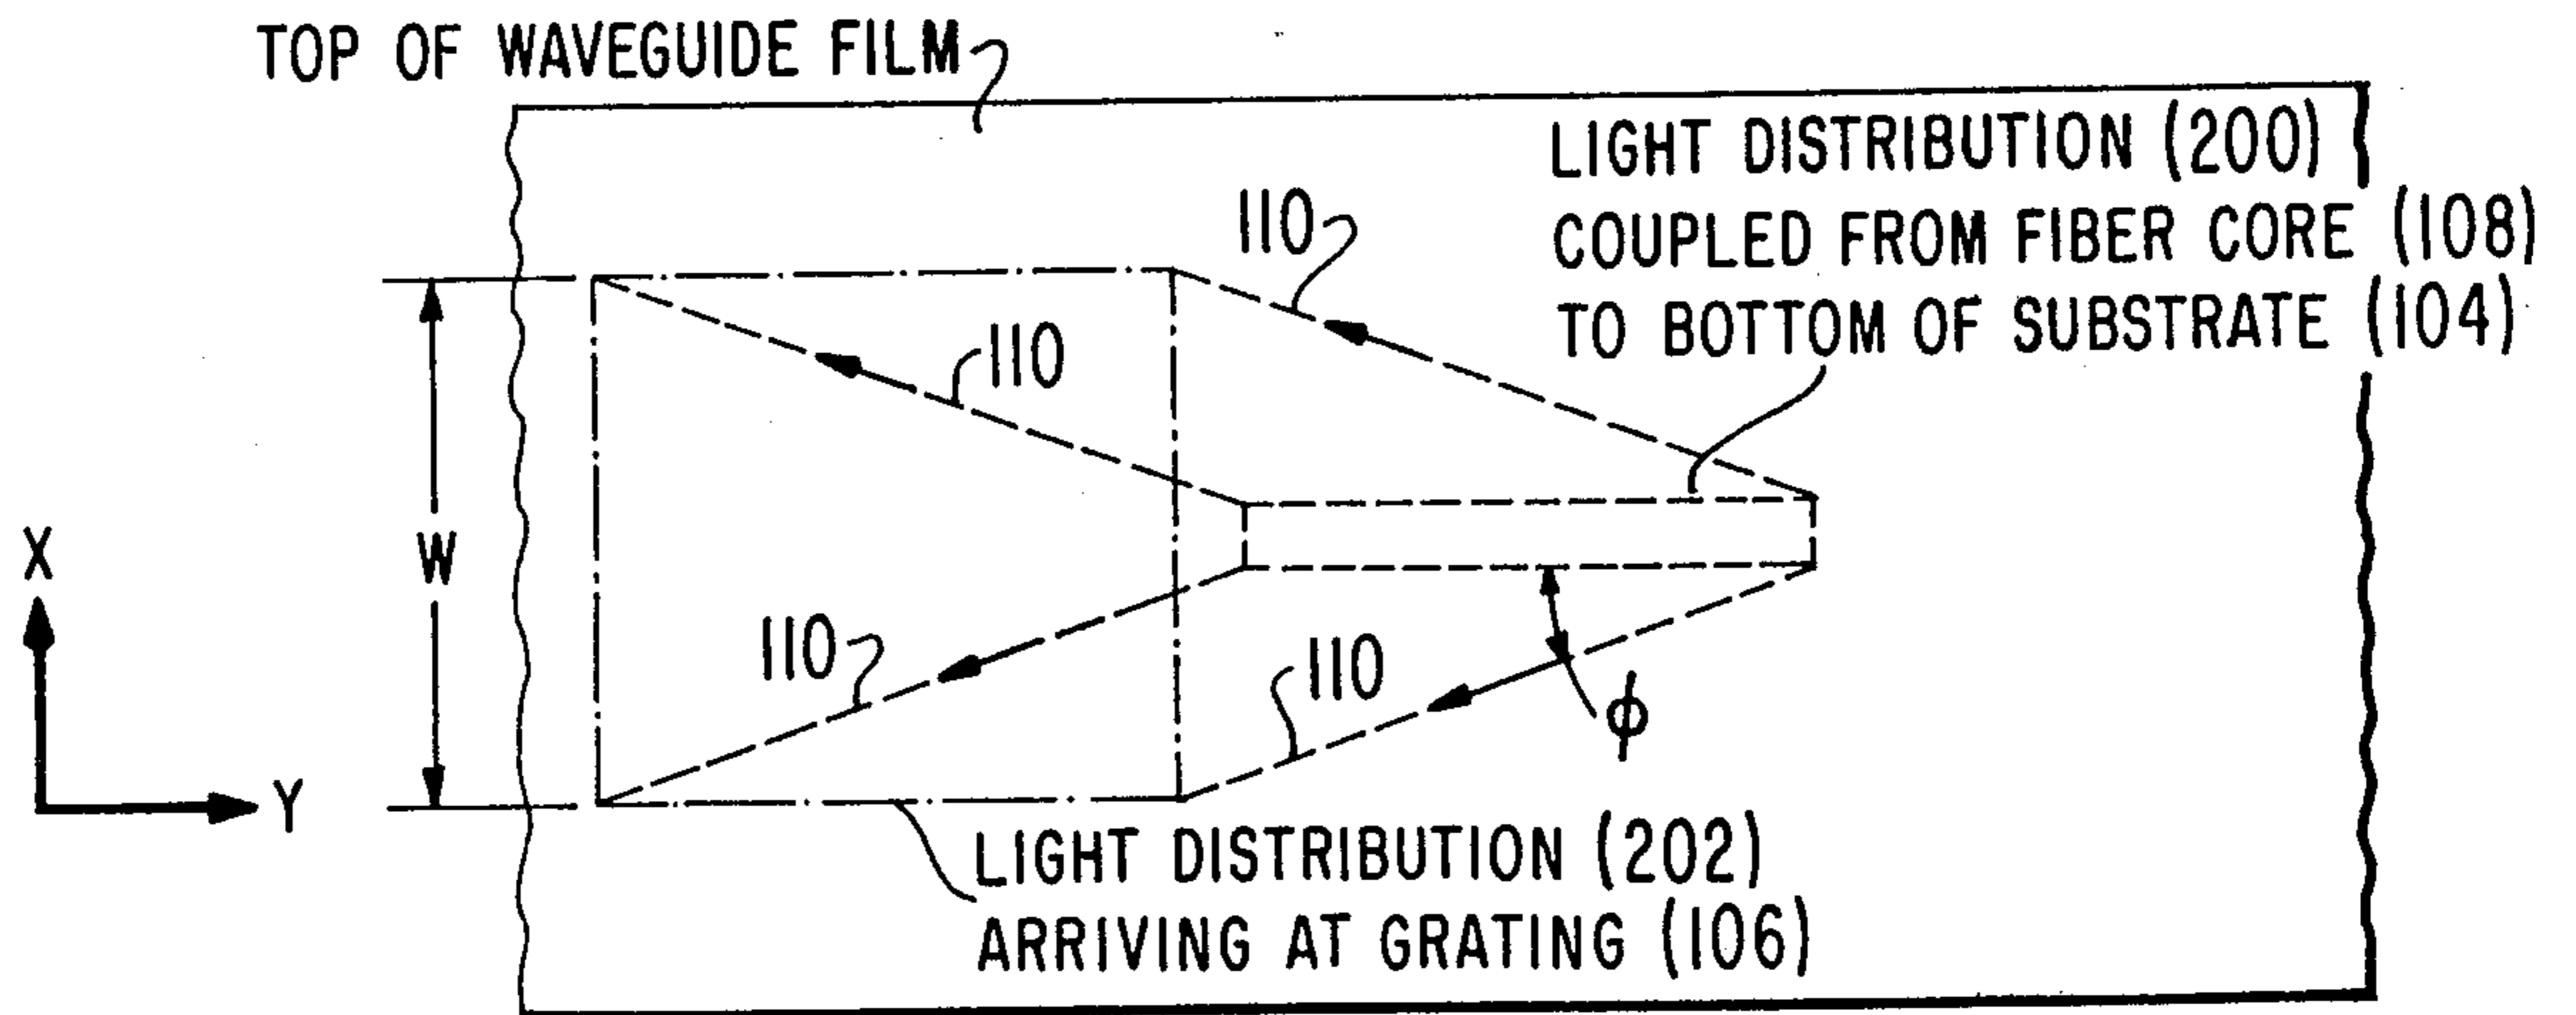 TOP OF WAVEGUIDE FILM
LIGHT DISTRIBUTION (200)
COUPLED FROM FIBER CORE (108)
TO BOTTOM OF SUBSTRATE (104)
110
110
X
W
110
110
ϕ
Y
LIGHT DISTRIBUTION (202)
ARRIVING AT GRATING (106)